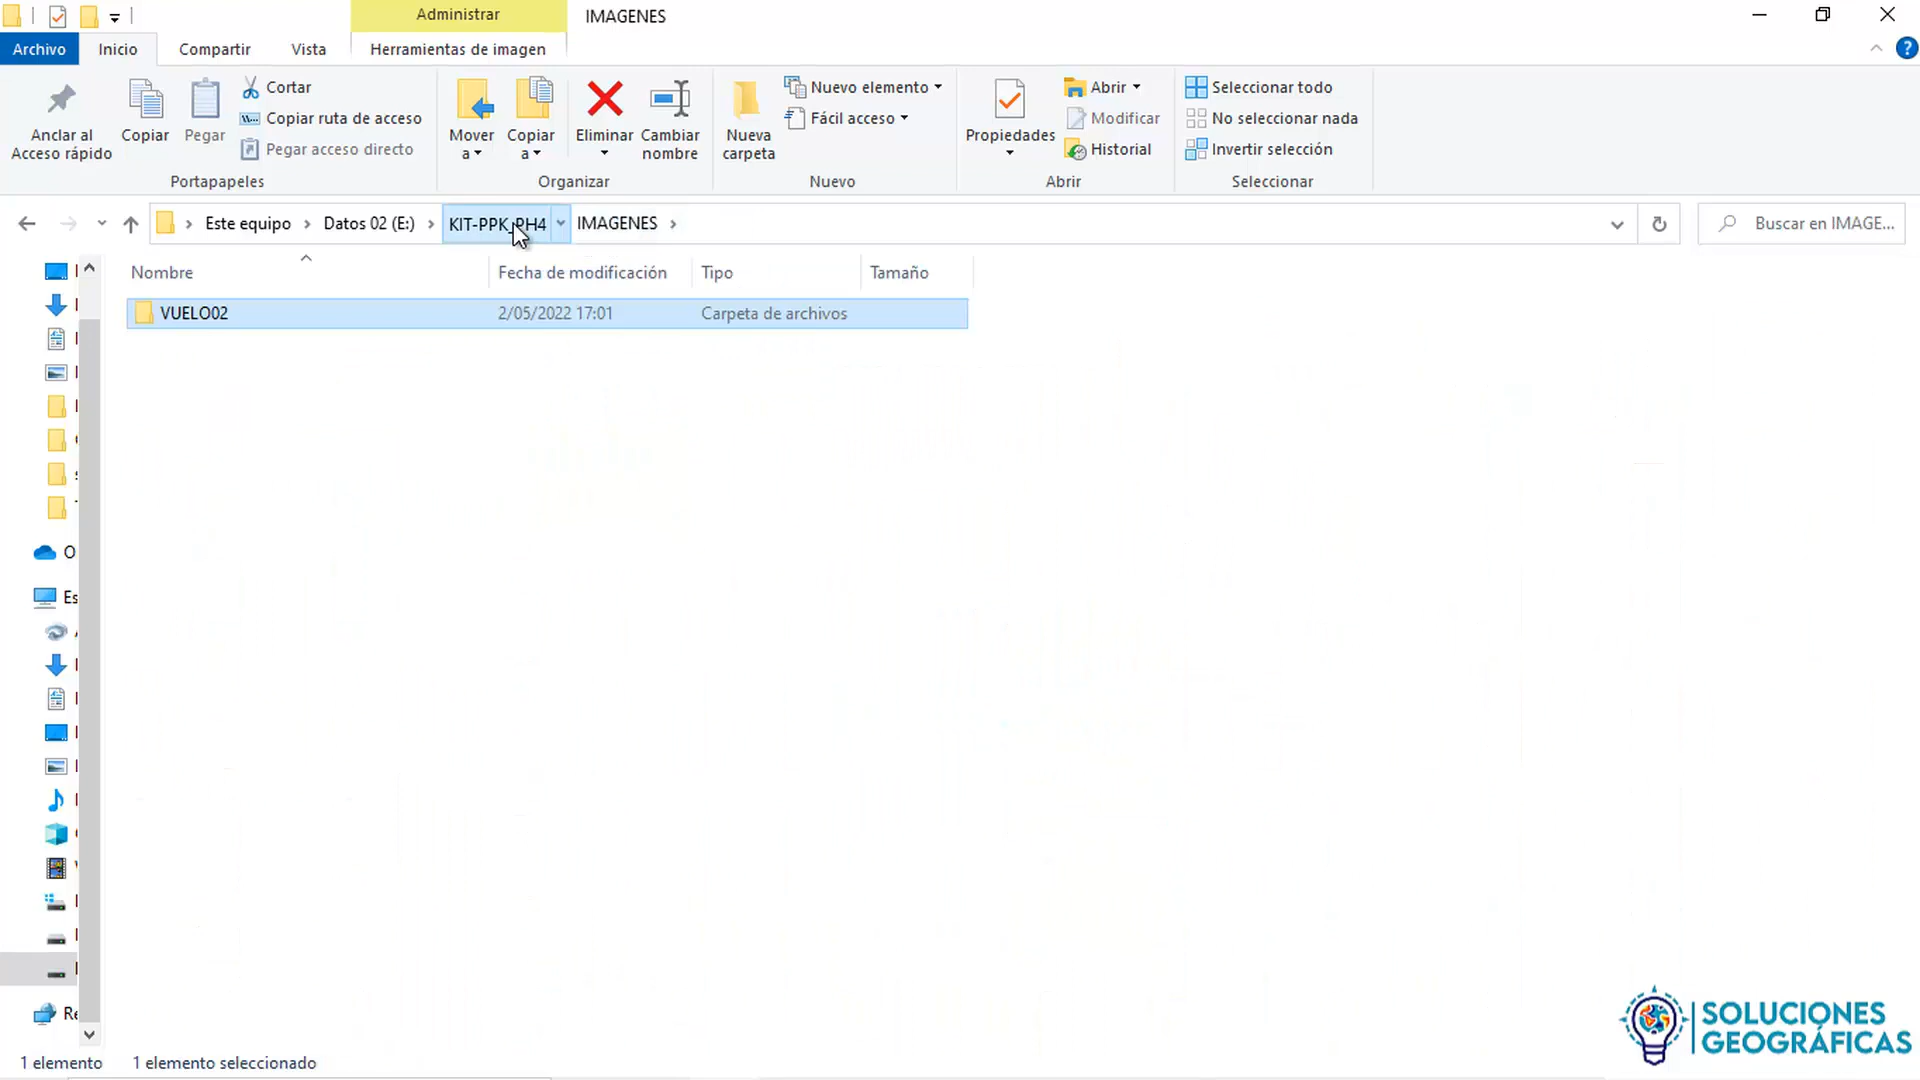 Administrar
IMAGENES
Archivo
Inicio
Compartir
Vista
Herramientas de imagen
Anclar al
Acceso rápido
Copiar
Pegar
Cortar
Copiar ruta de acceso
Pegar acceso directo
Portapapeles
Mover
a
Copiar
a
Eliminar
Cambiar
nombre
Organizar
Nueva
carpeta
Nuevo elemento
Fácil acceso
Nuevo
Propiedades
Abrir
Modificar
Historial
Abrir
Seleccionar todo
No seleccionar nada
Invertir selección
Seleccionar
Este equipo
Datos 02 (E:)
KIT-PPK_PH4
IMAGENES
Buscar en IMAGE...
Nombre
Fecha de modificación
Tipo
Tamaño
VUELO02
2/05/2022 17:01
Carpeta de archivos
O
Es
Re
1 elemento
1 elemento seleccionado
SOLUCIONES
GEOGRÁFICAS